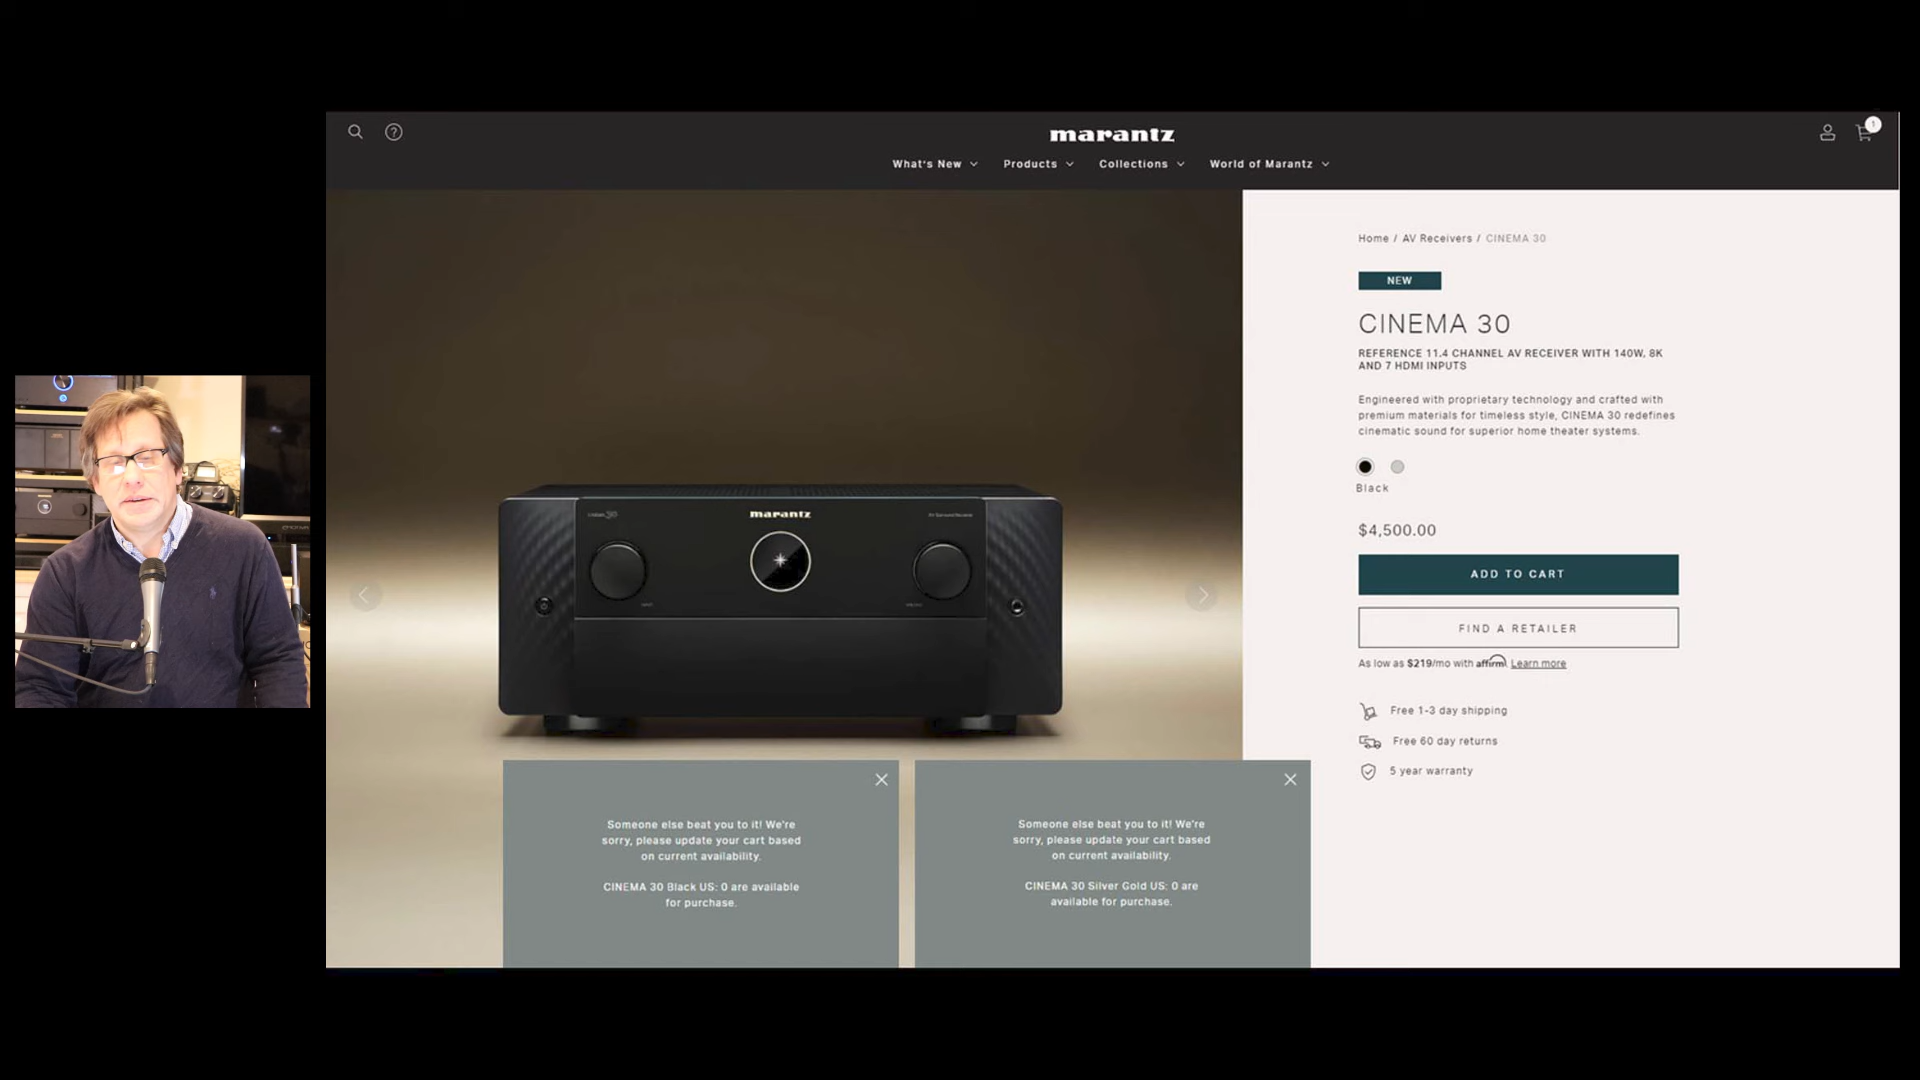 marantz
1
What's New
Products
Collections
World of Marantz
Home / AV Receivers / CINEMA 30
NEW
CINEMA 30
REFERENCE 11.4 CHANNEL AV RECEIVER WITH 140W, 8K
AND 7 HDMI INPUTS
Engineered with proprietary technology and crafted with
premium materials for timeless style, CINEMA 30 redefines
cinematic sound for superior home theater systems.
Black
$4,500.00
ADD TO CART
FIND A RETAILER
As low as $219/mo with affirm. Learn more
Free 1-3 day shipping
Free 60 day returns
5 year warranty
CINEMA 30
marantz
AV Surround Receiver
INPUT
Someone else beat you to it! We're
sorry, please update your cart based
on current availability.
CINEMA 30 Black US: 0 are available
for purchase.
Someone else beat you to it! We're
sorry, please update your cart based
on current availability.
CINEMA 30 Silver Gold US: 0 are
available for purchase.